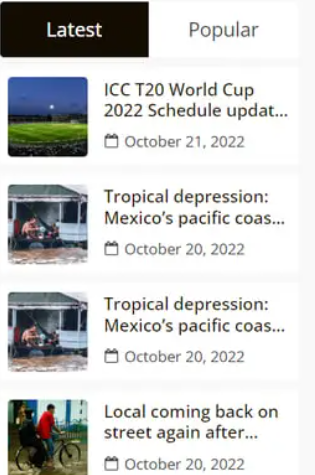 Latest
Popular
ICC T20 World Cup
2022 Schedule updat...
October 21, 2022
Tropical depression:
Mexico’s pacific coas...
October 20, 2022
Tropical depression:
Mexico’s pacific coas...
October 20, 2022
Local coming back on
street again after...
October 20, 2022